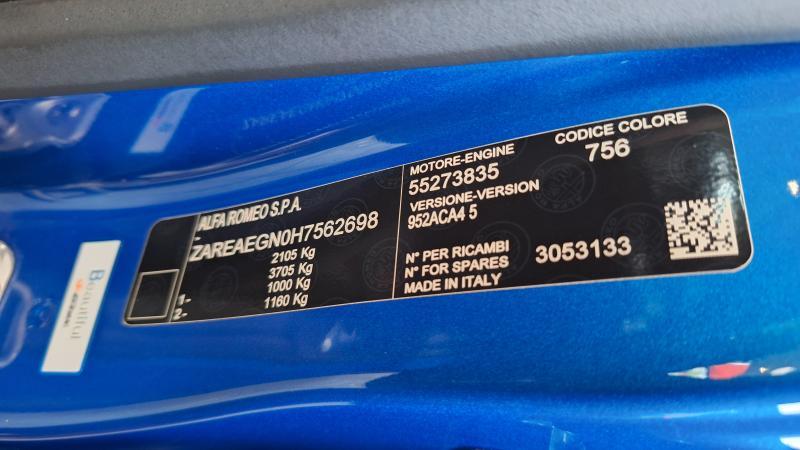 ALFA ROMEO S.P.A.
-
ZAREAEGN0H7562698
2105 Kg
3705 Kg
1- 1000 Kg
2- 1160 Kg
MOTORE-ENGINE
55273835
VERSIONE-VERSION
952ACA4 5
CODICE COLORE
756
N° PER RICAMBI
N° FOR SPARES
3053133
MADE IN ITALY
Beautiful